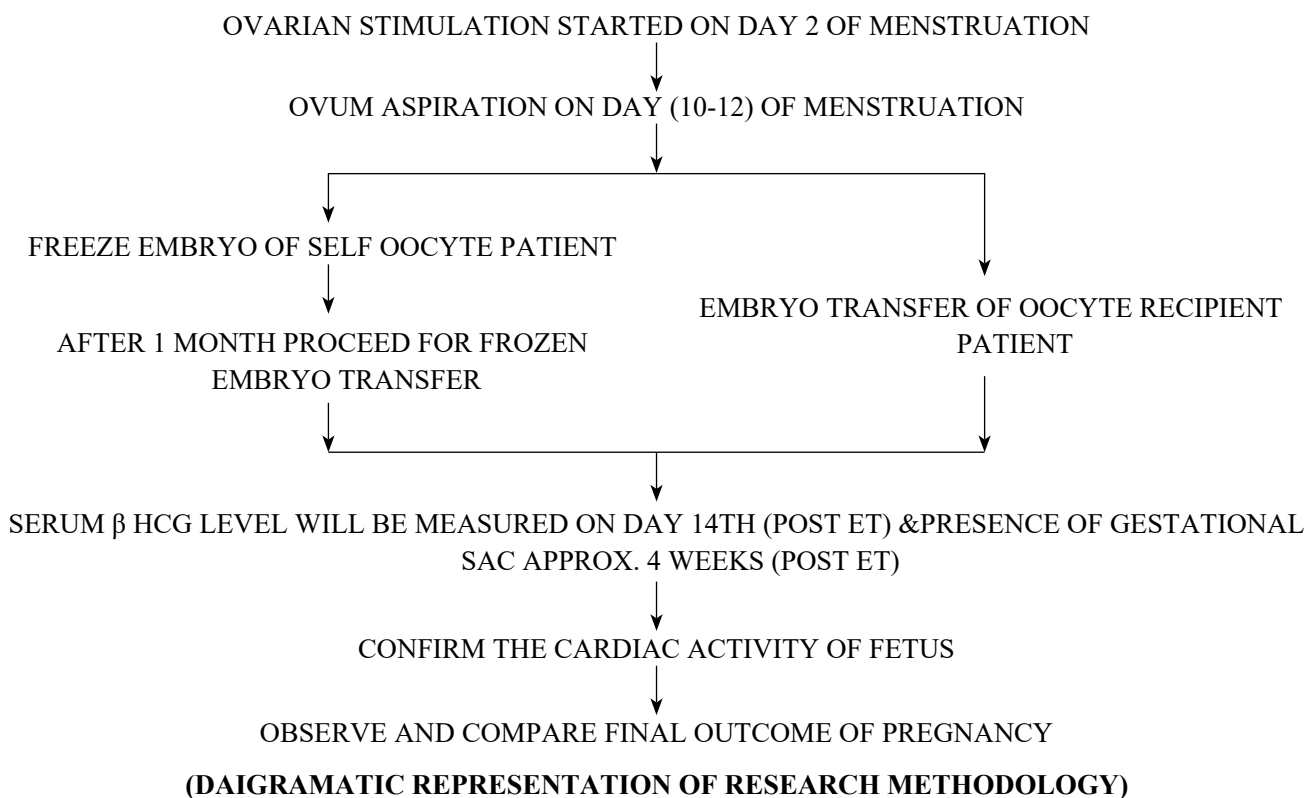 OVARIAN STIMULATION STARTED ON DAY 2 OF MENSTRUATION
OVUM ASPIRATION ON DAY (10-12) OF MENSTRUATION
FREEZE EMBRYO OF SELF OOCYTE PATIENT
AFTER 1 MONTH PROCEED FOR FROZEN
EMBRYO TRANSFER
EMBRYO TRANSFER OF OOCYTE RECIPIENT
PATIENT
SERUM β HCG LEVEL WILL BE MEASURED ON DAY 14TH (POST ET) &PRESENCE OF GESTATIONAL
SAC APPROX. 4 WEEKS (POST ET)
CONFIRM THE CARDIAC ACTIVITY OF FETUS
OBSERVE AND COMPARE FINAL OUTCOME OF PREGNANCY
(DAIGRAMATIC REPRESENTATION OF RESEARCH METHODOLOGY)